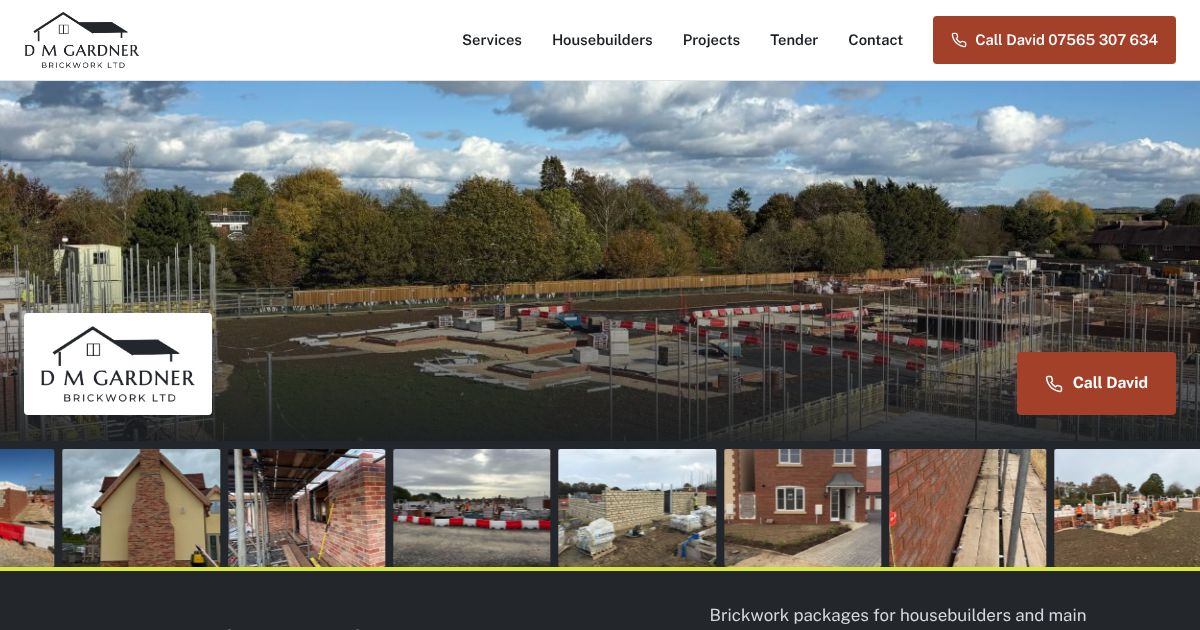 D M GARDNER
BRICKWORK LTD
Services
Housebuilders
Projects
Tender
Contact
Call David 07565 307 634
D M GARDNER
BRICKWORK LTD
Call David
Brickwork packages for housebuilders and main